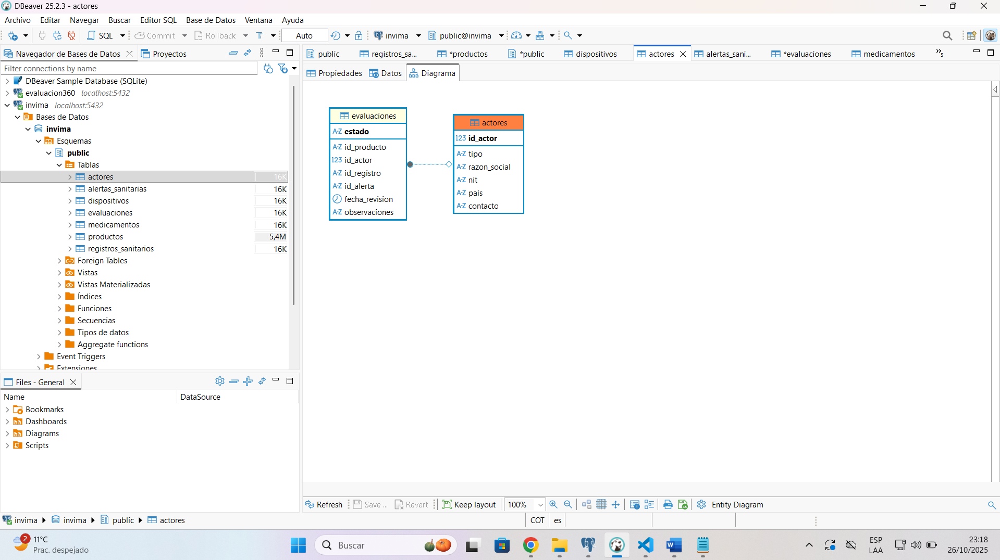 DBeaver 25.2.3 - actores
Archivo Editar Navegar Buscar Editor SQL Base de Datos Ventana Ayuda
SQL Commit Rollback T Auto invima public@invima
Navegador de Bases de Datos Proyectos
Filter connections by name
DBeaver Sample Database (SQLite)
evaluacion360 localhost:5432
invima localhost:5432
Bases de Datos
invima
Esquemas
public
Tablas
actores 16K
alertas_sanitarias 16K
dispositivos 16K
evaluaciones 16K
medicamentos 16K
productos 5,4M
registros_sanitarios 16K
Foreign Tables
Vistas
Vistas Materializadas
Índices
Funciones
Secuencias
Tipos de datos
Aggregate functions
Event Triggers
Extensiones
Files - General
Name DataSource
Bookmarks
Dashboards
Diagrams
Scripts
public registros_sa... *productos *public dispositivos actores alertas_sani... *evaluaciones medicamentos »5
Propiedades Datos Diagrama
evaluaciones
A-Z estado
A-Z id_producto
123 id_actor
A-Z id_registro
A-Z id_alerta
fecha_revision
A-Z observaciones
actores
123 id_actor
A-Z tipo
A-Z razon_social
A-Z nit
A-Z pais
A-Z contacto
Refresh Save ... Revert Keep layout 100% Entity Diagram
invima invima public actores COT es
2 11°C
Prac. despejado
Buscar
ESP
LAA
23:18
26/10/2025